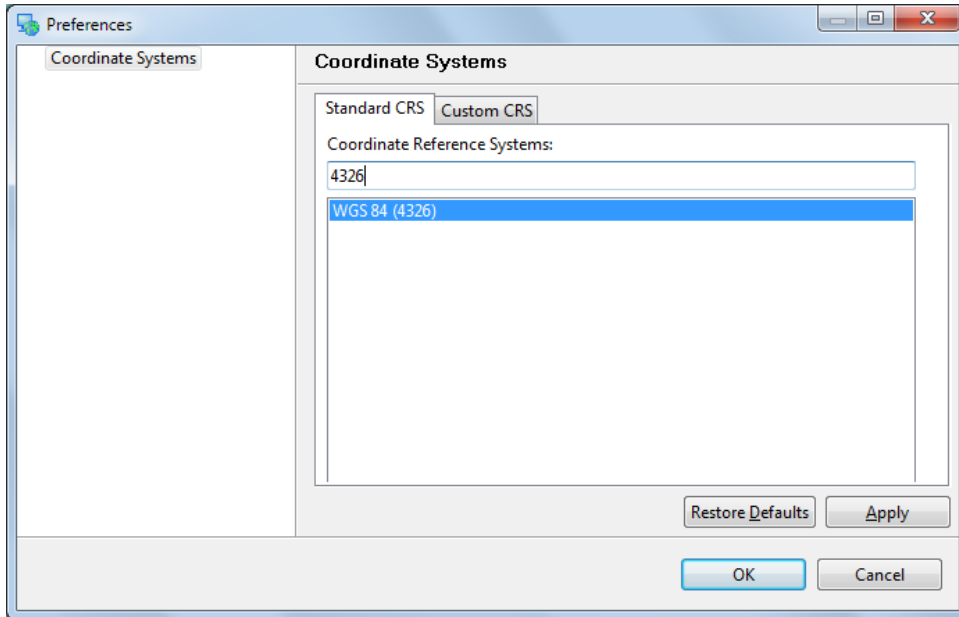 Preferences
Coordinate Systems
Coordinate Systems
Standard CRS
Custom CRS
Coordinate Reference Systems:
4326
WGS 84 (4326)
Restore Defaults
Apply
OK
Cancel